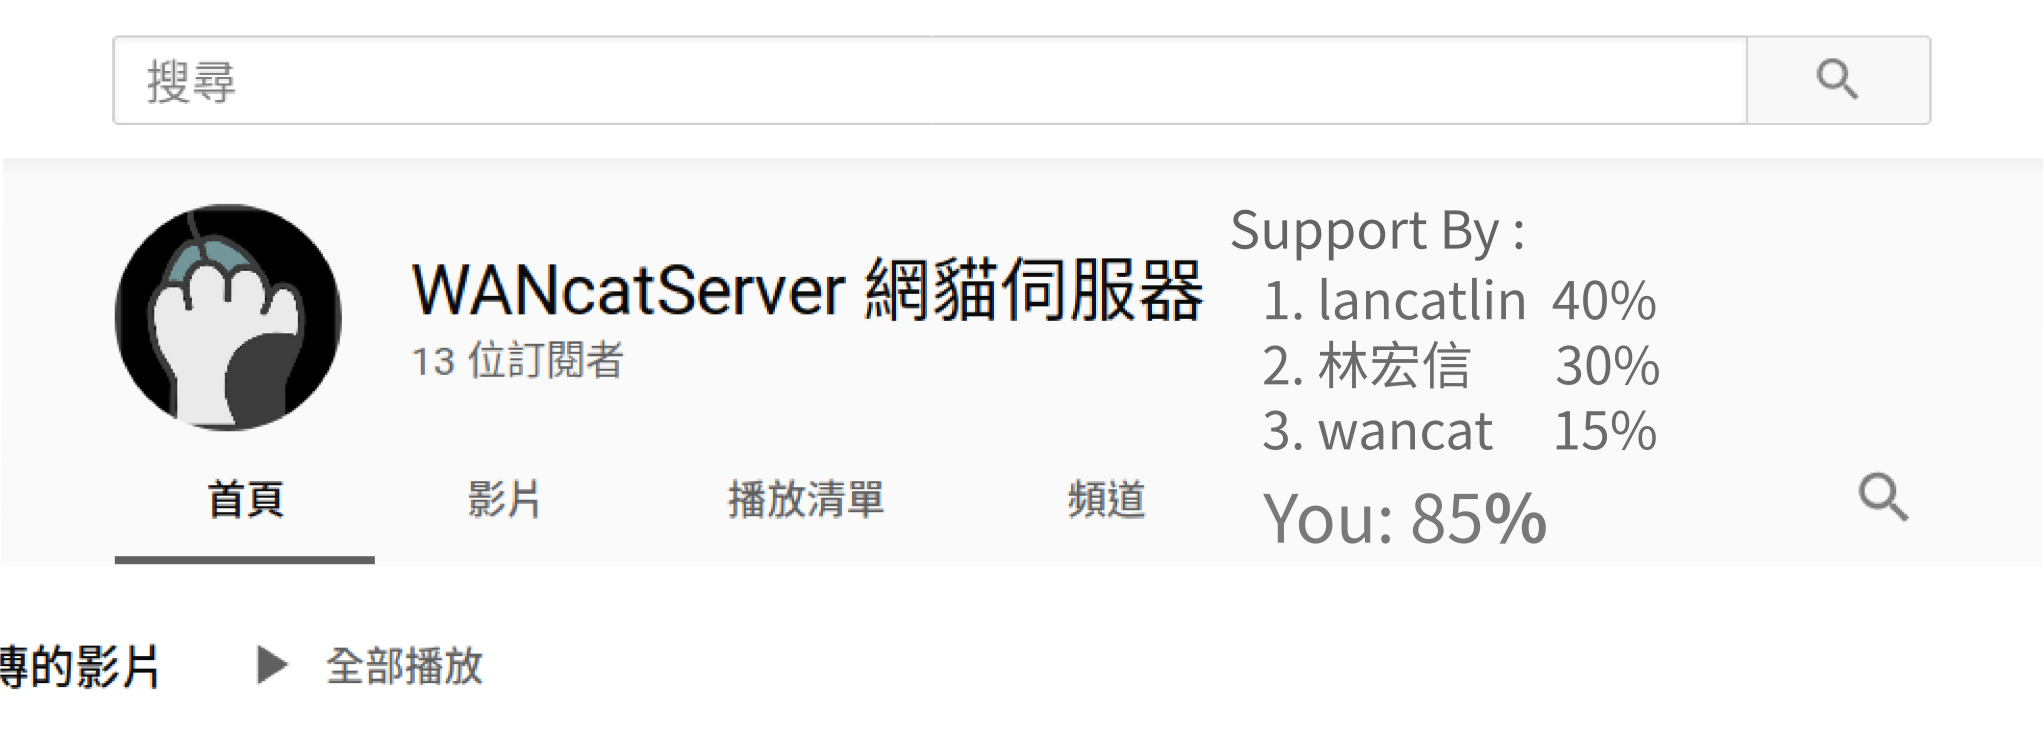 搜尋
WANcatServer 網貓伺服器
13 位訂閱者
Support By :
1. lancatlin 40%
2. 林宏信 30%
3. wancat 15%
You: 85%
首頁 影片 播放清單 頻道
傳的影片 全部播放